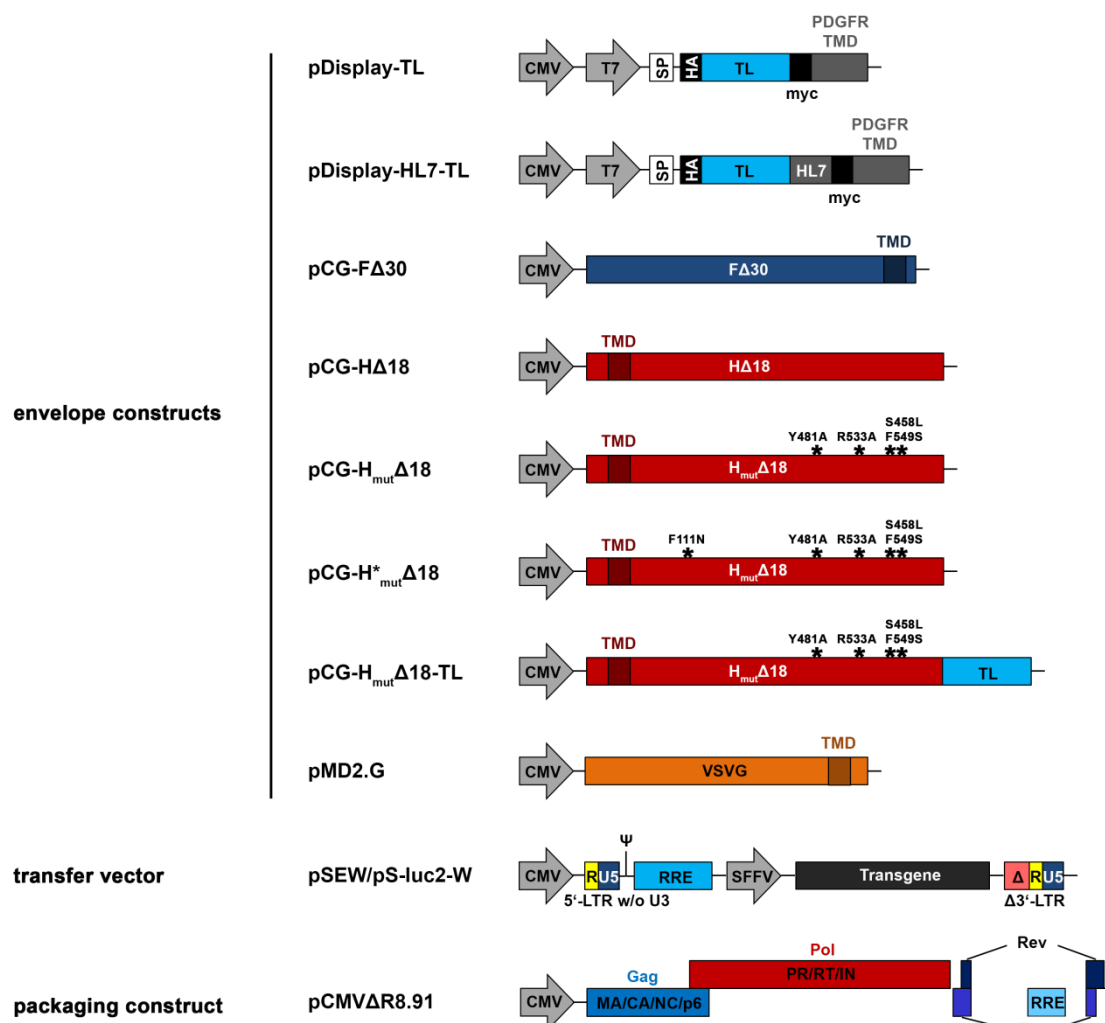 PDGFR
TMD
pDisplay-TL
CMV T7 SP HA TL
myc
PDGFR
TMD
pDisplay-HL7-TL
CMV T7 SP HA TL HL7
myc
TMD
pCG-FΔ30
CMV FΔ30
TMD
pCG-HΔ18
CMV HΔ18
envelope constructs
S458L
Y481A R533A F549S
TMD * * **
pCG-HmutΔ18
CMV HmutΔ18
S458L
F111N Y481A R533A F549S
TMD * * * **
pCG-H*mutΔ18
CMV HmutΔ18
S458L
Y481A R533A F549S
TMD * * **
pCG-HmutΔ18-TL
CMV HmutΔ18 TL
TMD
pMD2.G
CMV VSVG
Ψ
transfer vector pSEW/pS-luc2-W
CMV R U5 RRE SFFV Transgene Δ R U5
5‘-LTR w/o U3 Δ3‘-LTR
Rev
Pol
Gag PR/RT/IN
packaging construct pCMVΔR8.91
CMV MA/CA/NC/p6 RRE